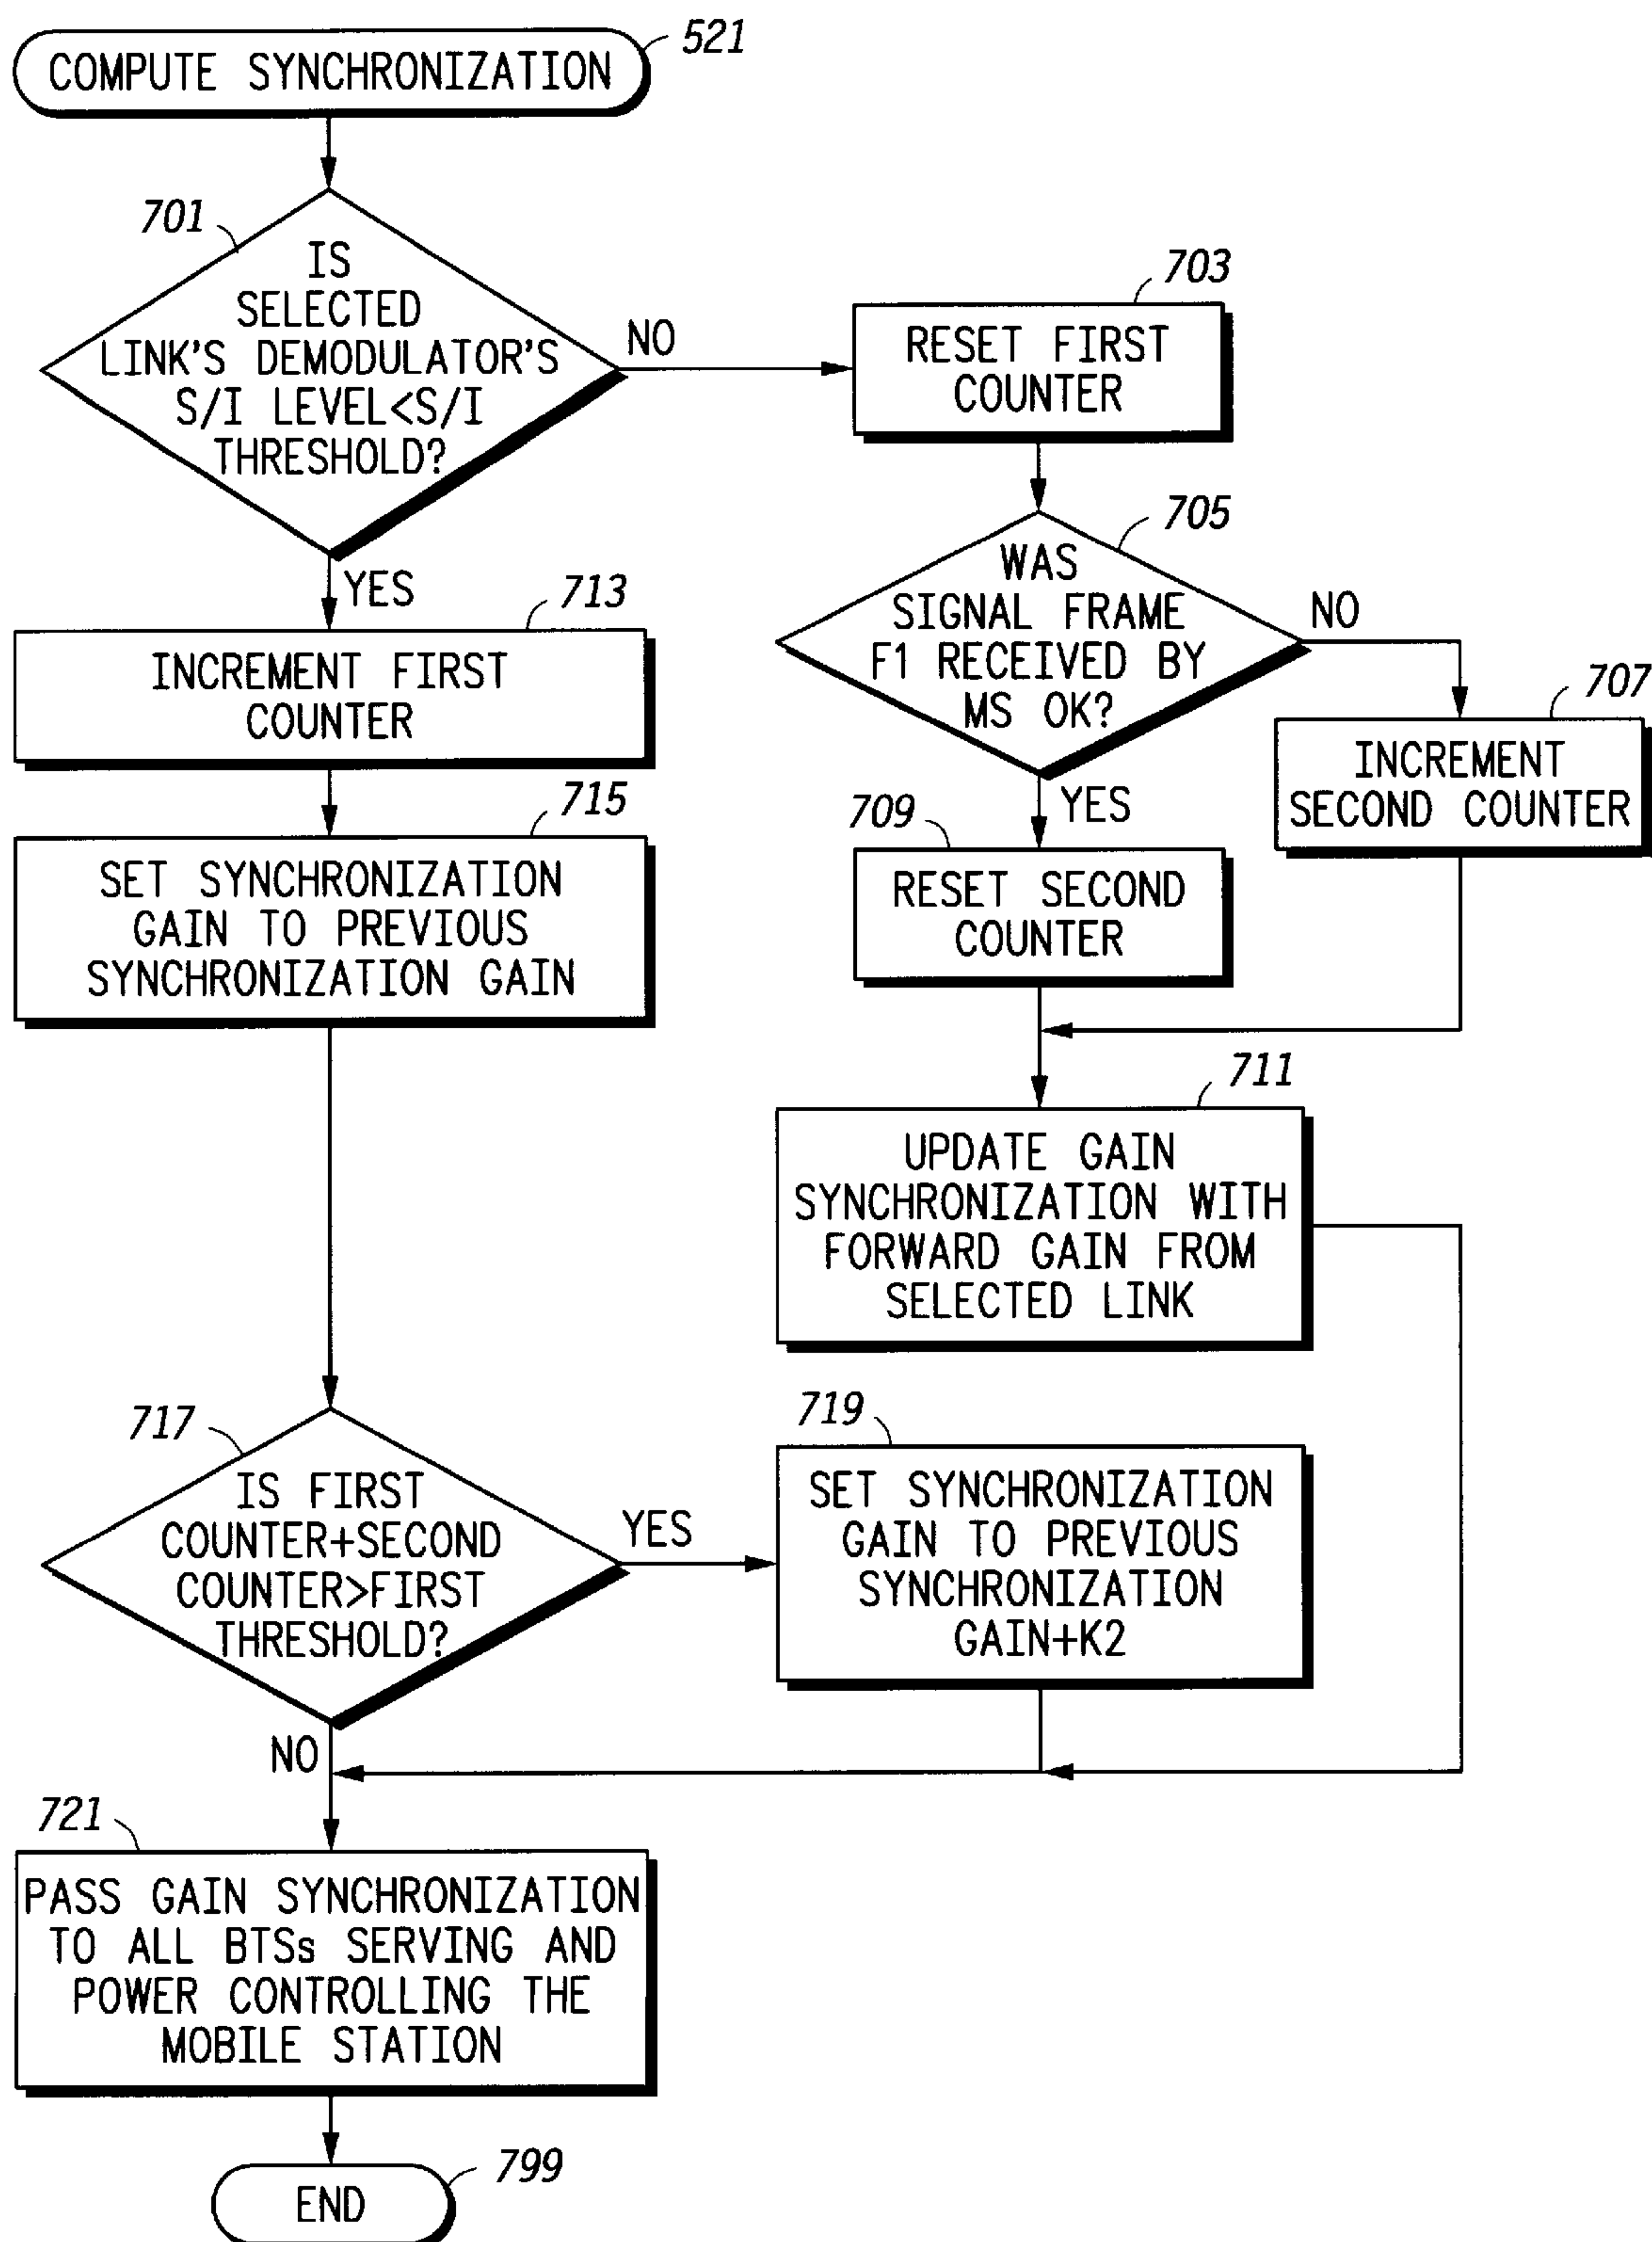 COMPUTE SYNCHRONIZATION
521
701
IS
SELECTED
LINK'S DEMODULATOR'S
S/I LEVEL<S/I
THRESHOLD?
NO
YES
703
RESET FIRST
COUNTER
705
WAS
SIGNAL FRAME
F1 RECEIVED BY
MS OK?
NO
YES
707
INCREMENT
SECOND COUNTER
709
RESET SECOND
COUNTER
711
UPDATE GAIN
SYNCHRONIZATION WITH
FORWARD GAIN FROM
SELECTED LINK
713
INCREMENT FIRST
COUNTER
715
SET SYNCHRONIZATION
GAIN TO PREVIOUS
SYNCHRONIZATION GAIN
717
IS FIRST
COUNTER+SECOND
COUNTER>FIRST
THRESHOLD?
YES
NO
719
SET SYNCHRONIZATION
GAIN TO PREVIOUS
SYNCHRONIZATION
GAIN+K2
721
PASS GAIN SYNCHRONIZATION
TO ALL BTSs SERVING AND
POWER CONTROLLING THE
MOBILE STATION
799
END